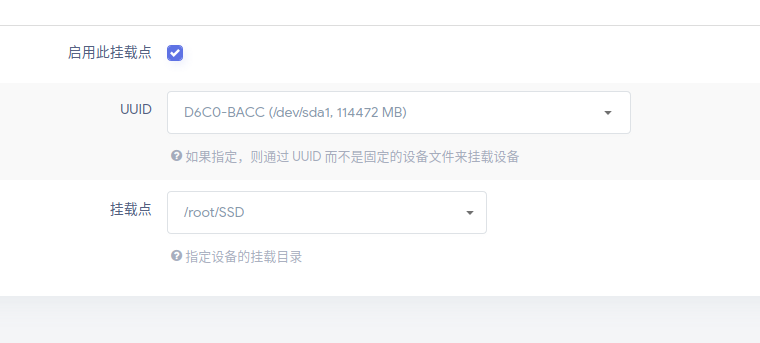 启用此挂载点
UUID
D6C0-BACC (/dev/sda1, 114472 MB)
如果指定，则通过 UUID 而不是固定的设备文件来挂载设备
挂载点
/root/SSD
指定设备的挂载目录